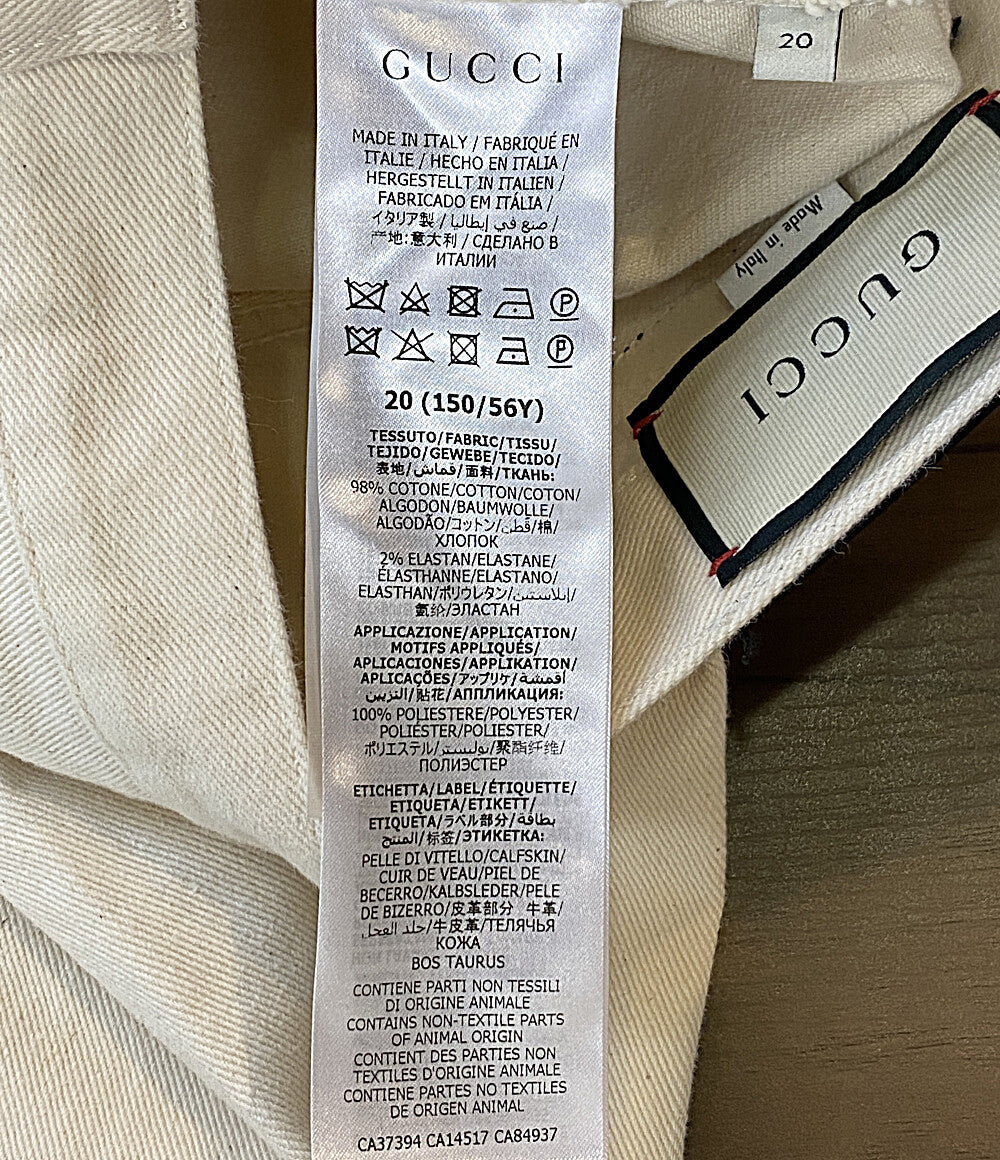 GUCCI
MADE IN ITALY / FABRIQUÉ EN
ITALIE / HECHO EN ITALIA /
HERGESTELLT IN ITALIEN /
FABRICADO EM ITÁLIA /
イタリア製 / صنع في إيطاليا /
产地:意大利 / СДЕЛАНО В
ИТАЛИИ
P
P
20 (150/56Y)
TESSUTO/FABRIC/TISSU/
TEJIDO/GEWEBE/TECIDO/
表地/قماش/面料/ТКАНЬ:
98% COTONE/COTTON/COTON/
ALGODON/BAUMWOLLE/
ALGODÃO/コットン/قطن/棉/
ХЛОПОК
2% ELASTAN/ELASTANE/
ÉLASTHANNE/ELASTANO/
ELASTHAN/ポリウレタン/إيلاستين/
氨纶/ЭЛАСТАН
APPLICAZIONE/APPLICATION/
MOTIFS APPLIQUÉS/
APLICACIONES/APPLIKATION/
APLICAÇÕES/アップリケ/أقمشة
التزيين/貼花/АППЛИКАЦИЯ:
100% POLIESTERE/POLYESTER/
POLIÉSTER/POLIESTER/
ポリエステル/بوليستر/聚酯纤维/
ПОЛИЭСТЕР
ETICHETTA/LABEL/ÉTIQUETTE/
ETIQUETA/ETIKETT/
ETIQUETA/ラベル部分/بطاقة
المنتج/标签/ЭТИКЕТКА:
PELLE DI VITELLO/CALFSKIN/
CUIR DE VEAU/PIEL DE
BECERRO/KALBSLEDER/PELE
DE BIZERRO/皮革部分 牛革/
جلد العجل/牛皮革/ТЕЛЯЧЬЯ
КОЖА
BOS TAURUS
CONTIENE PARTI NON TESSILI
DI ORIGINE ANIMALE
CONTAINS NON-TEXTILE PARTS
OF ANIMAL ORIGIN
CONTIENT DES PARTIES NON
TEXTILES D'ORIGINE ANIMALE
CONTIENE PARTES NO TEXTILES
DE ORIGEN ANIMAL
CA37394 CA14517 CA84937
20
Made in Italy
GUCCI